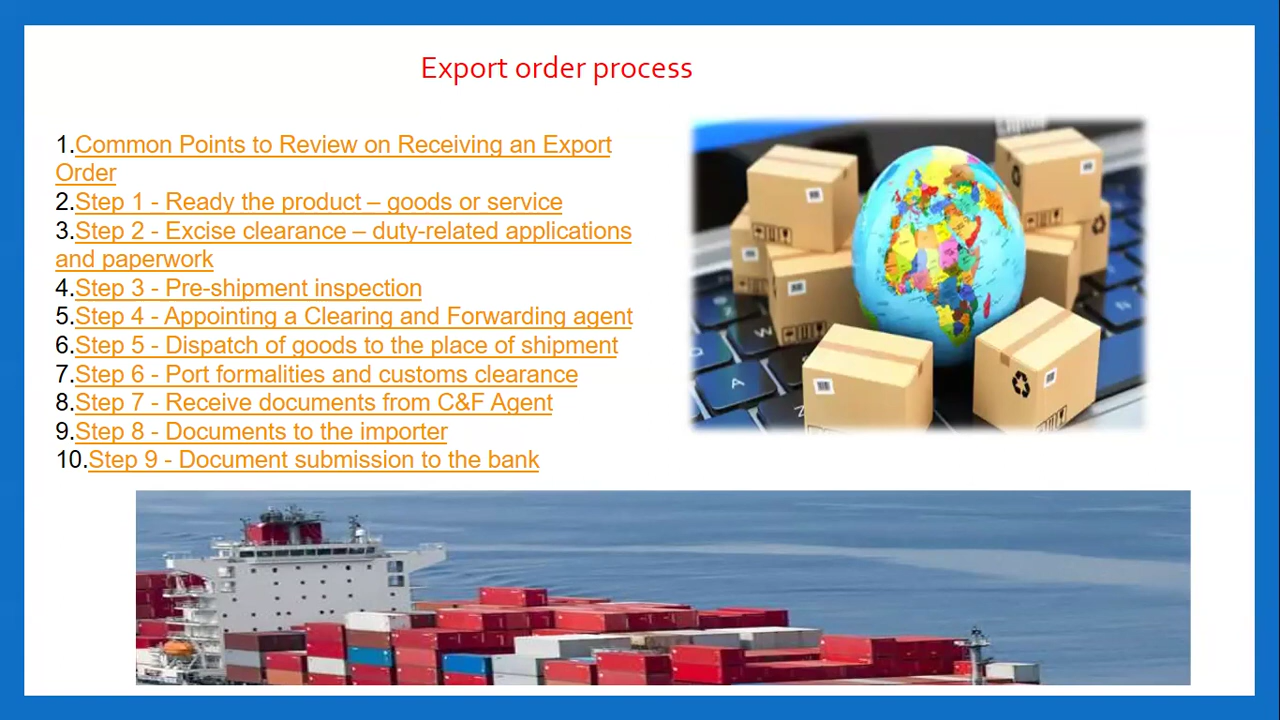 Export order process
1.Common Points to Review on Receiving an Export
Order
2.Step 1 - Ready the product – goods or service
3.Step 2 - Excise clearance – duty-related applications
and paperwork
4.Step 3 - Pre-shipment inspection
5.Step 4 - Appointing a Clearing and Forwarding agent
6.Step 5 - Dispatch of goods to the place of shipment
7.Step 6 - Port formalities and customs clearance
8.Step 7 - Receive documents from C&F Agent
9.Step 8 - Documents to the importer
10.Step 9 - Document submission to the bank
W
A
Z